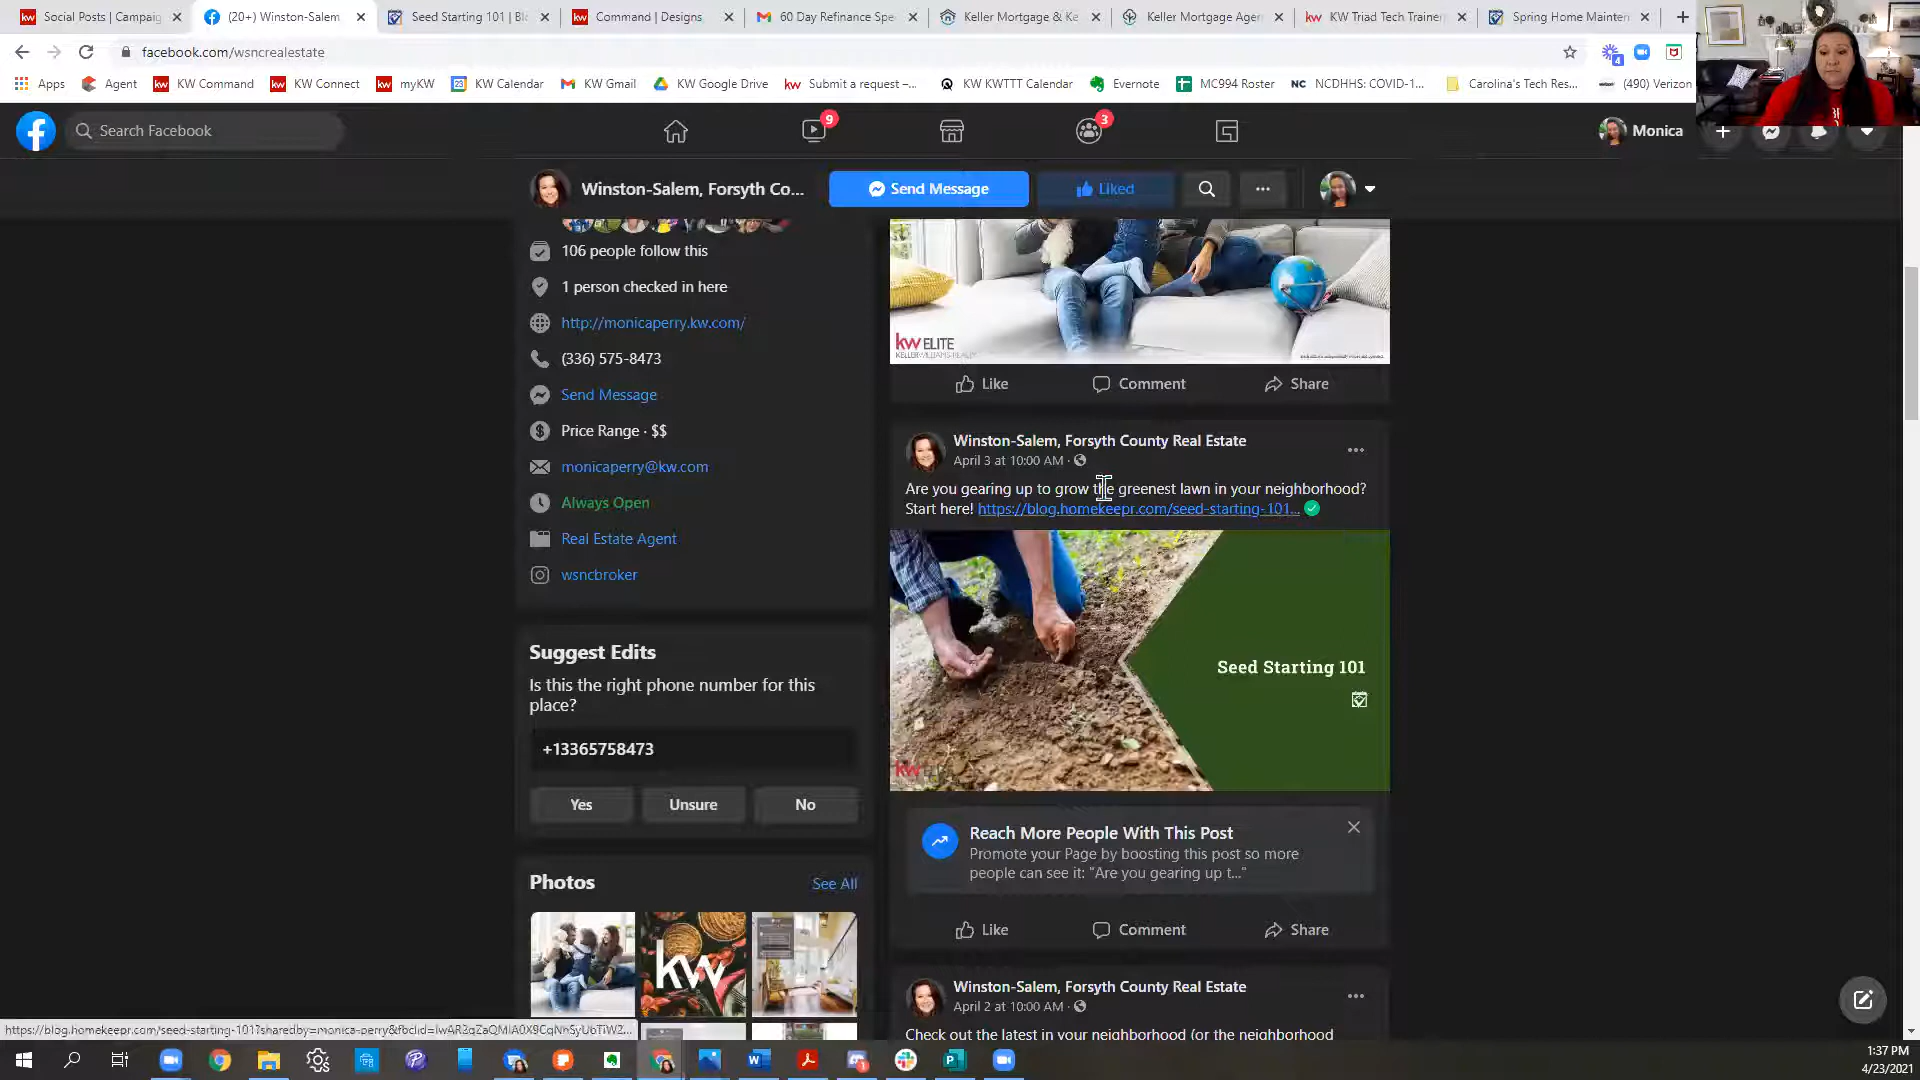 Social Posts | Campaig
(20+) Winston-Salem
Seed Starting 101 | Blo
Command | Designs
60 Day Refinance Spe
Keller Mortgage & Ke
Keller Mortgage Agen
KW Triad Tech Trainer
Spring Home Mainten
facebook.com/wsncrealestate
4
Apps
Agent
KW Command
KW Connect
myKW
KW Calendar
KW Gmail
KW Google Drive
Submit a request –...
KW KWTTT Calendar
Evernote
MC994 Roster
NCDHHS: COVID-1...
Carolina's Tech Res...
(490) Verizon
Search Facebook
9
3
Monica
Winston-Salem, Forsyth Co...
Send Message
Liked
106 people follow this
1 person checked in here
http://monicaperry.kw.com/
(336) 575-8473
Send Message
Price Range · $$
monicaperry@kw.com
Always Open
Real Estate Agent
wsncbroker
Suggest Edits
Is this the right phone number for this
place?
+13365758473
Yes
Unsure
No
Photos
See All
kw
kw ELITE
KELLERWILLIAMS REALTY
Like
Comment
Share
Winston-Salem, Forsyth County Real Estate
April 3 at 10:00 AM ·
Are you gearing up to grow the greenest lawn in your neighborhood?
Start here! https://blog.homekeepr.com/seed-starting-101...
Seed Starting 101
kw
Reach More People With This Post
Promote your Page by boosting this post so more
people can see it: "Are you gearing up t..."
Like
Comment
Share
Winston-Salem, Forsyth County Real Estate
April 2 at 10:00 AM ·
Check out the latest in your neighborhood (or the neighborhood
1:37 PM
4/23/2021